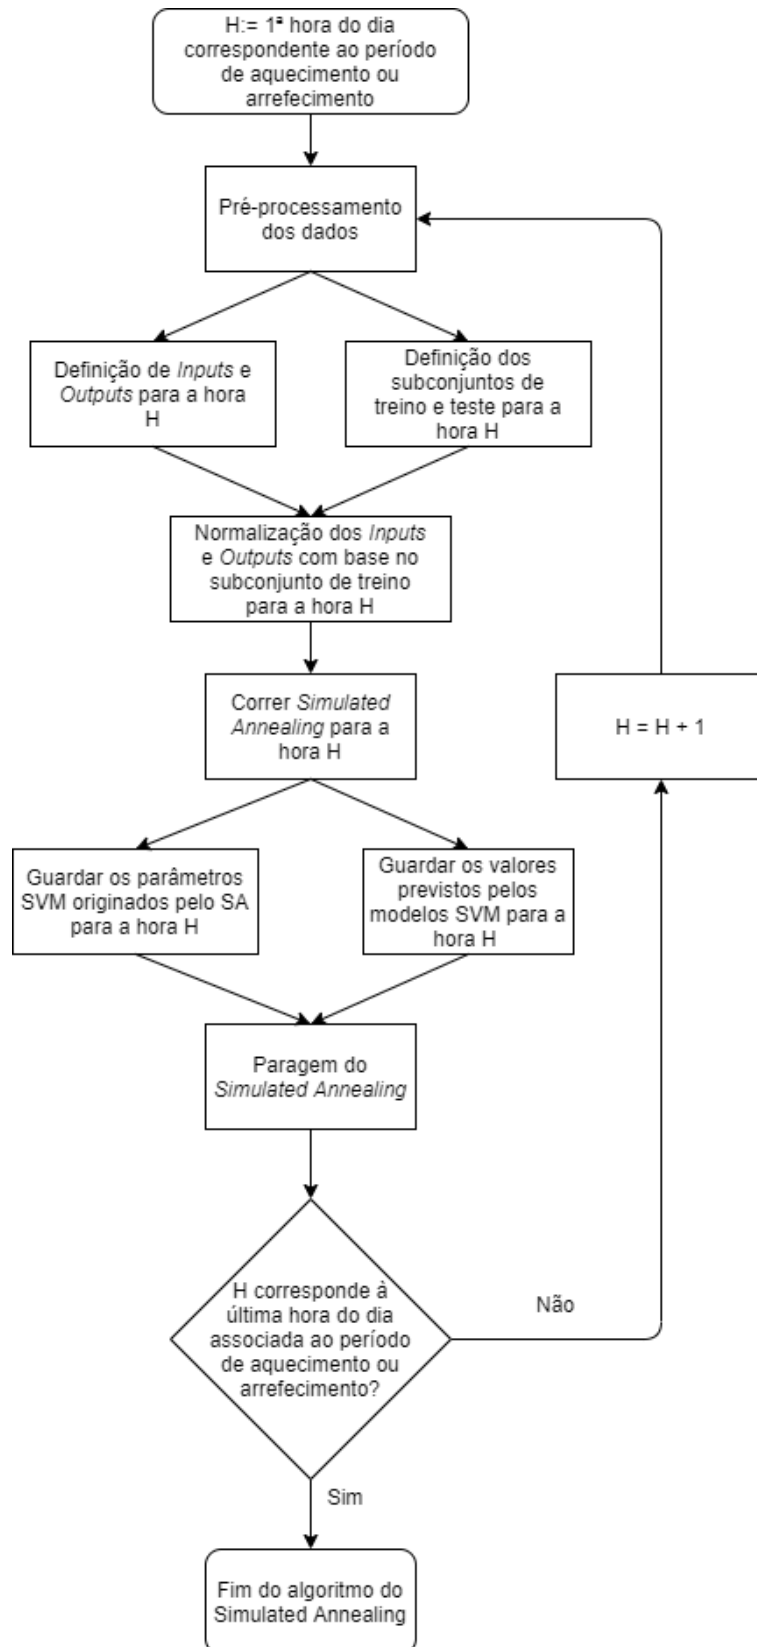 H:= 1ª hora do dia
correspondente ao período
de aquecimento ou
arrefecimento
Pré-processamento
dos dados
Definição de Inputs e
Outputs para a hora
H
Definição dos
subconjuntos de
treino e teste para a
hora H
Normalização dos Inputs
e Outputs com base no
subconjunto de treino
para a hora H
Correr Simulated
Annealing para a
hora H
H = H + 1
Guardar os parâmetros
SVM originados pelo SA
para a hora H
Guardar os valores
previstos pelos
modelos SVM para a
hora H
Paragem do
Simulated Annealing
H corresponde à
última hora do dia
associada ao período
de aquecimento ou
arrefecimento?
Não
Sim
Fim do algoritmo do
Simulated Annealing